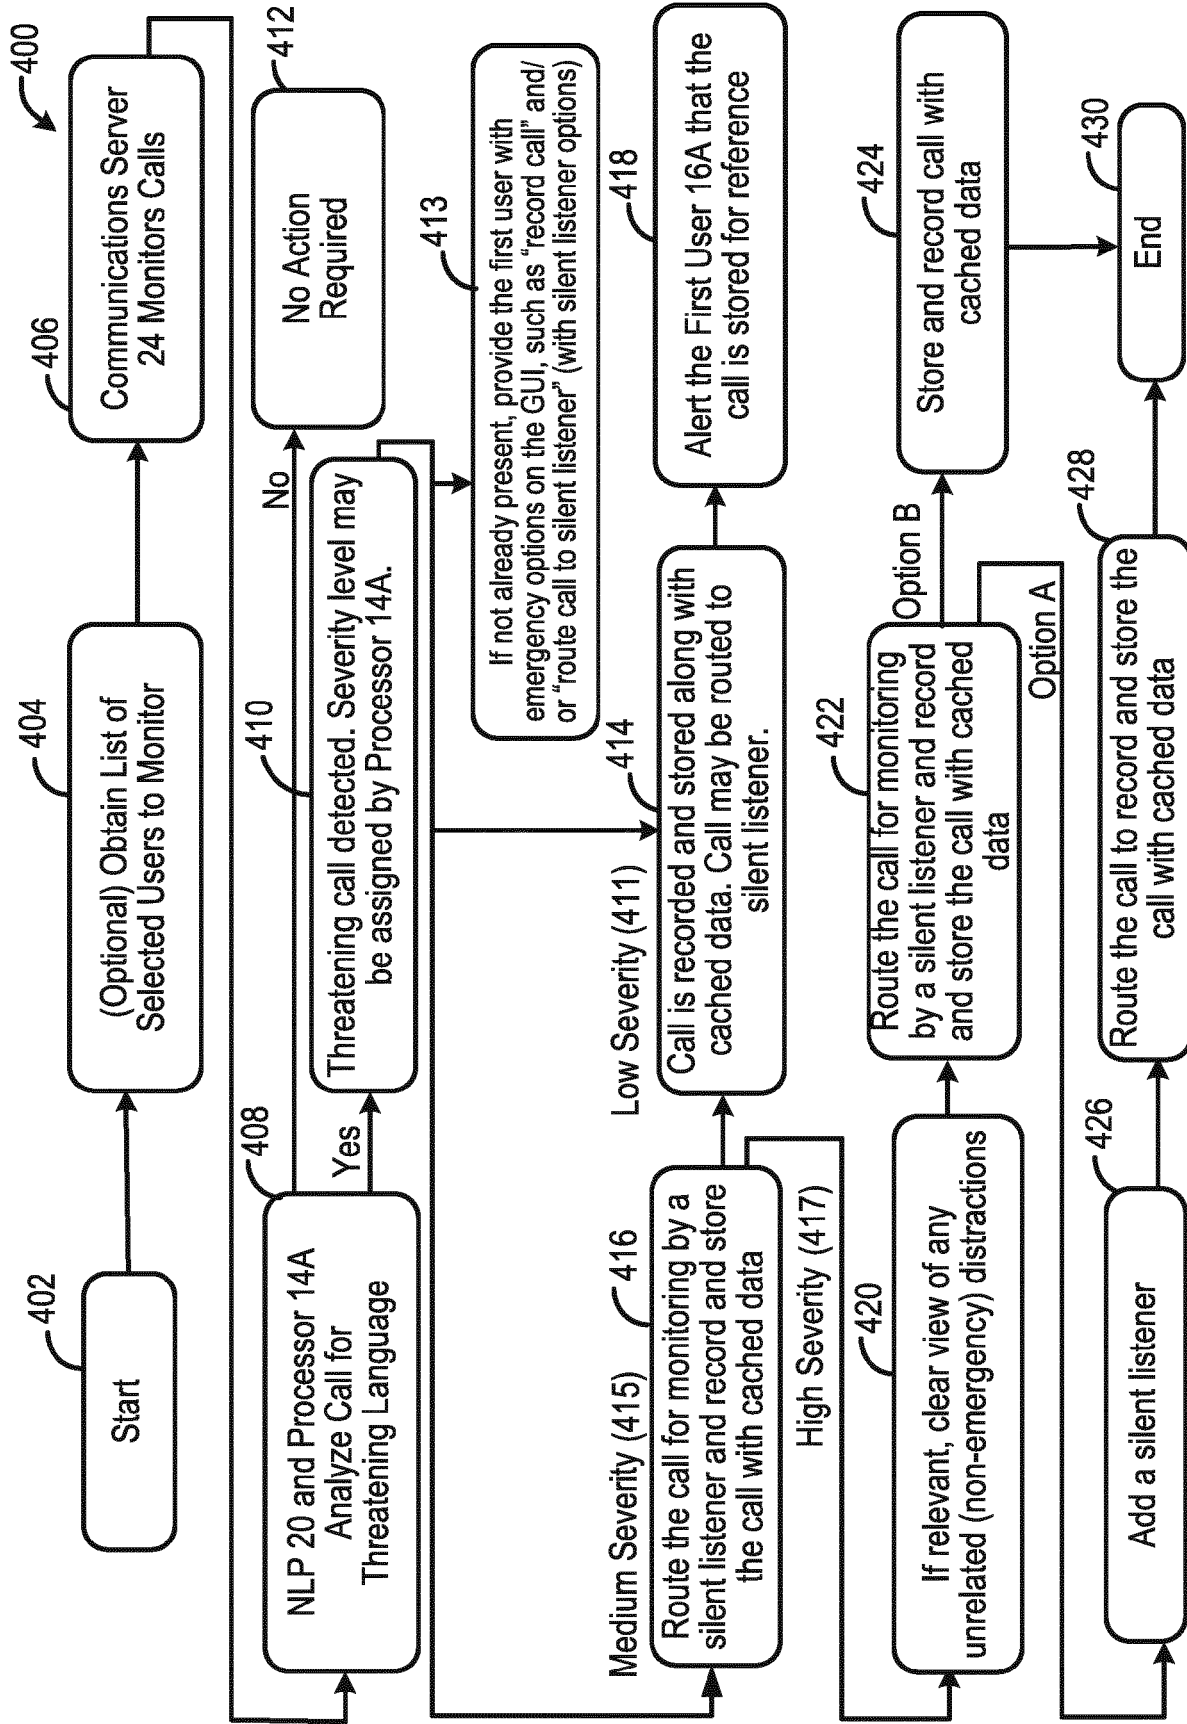 400
402
Start
404
(Optional) Obtain List of
Selected Users to Monitor
406
Communications Server
24 Monitors Calls
408
NLP 20 and Processor 14A
Analyze Call for
Threatening Language
No
412
No Action
Required
Yes
410
Threatening call detected. Severity level may
be assigned by Processor 14A.
413
If not already present, provide the first user with
emergency options on the GUI, such as "record call" and/
or "route call to silent listener" (with silent listener options)
Medium Severity (415)
416
Route the call for monitoring by a
silent listener and record and store
the call with cached data
Low Severity (411)
414
Call is recorded and stored along with
cached data. Call may be routed to
silent listener.
418
Alert the First User 16A that the
call is stored for reference
High Severity (417)
420
If relevant, clear view of any
unrelated (non-emergency) distractions
422
Route the call for monitoring
by a silent listener and record
and store the call with cached
data
Option B
424
Store and record call with
cached data
Option A
426
Add a silent listener
428
Route the call to record and store the
call with cached data
430
End